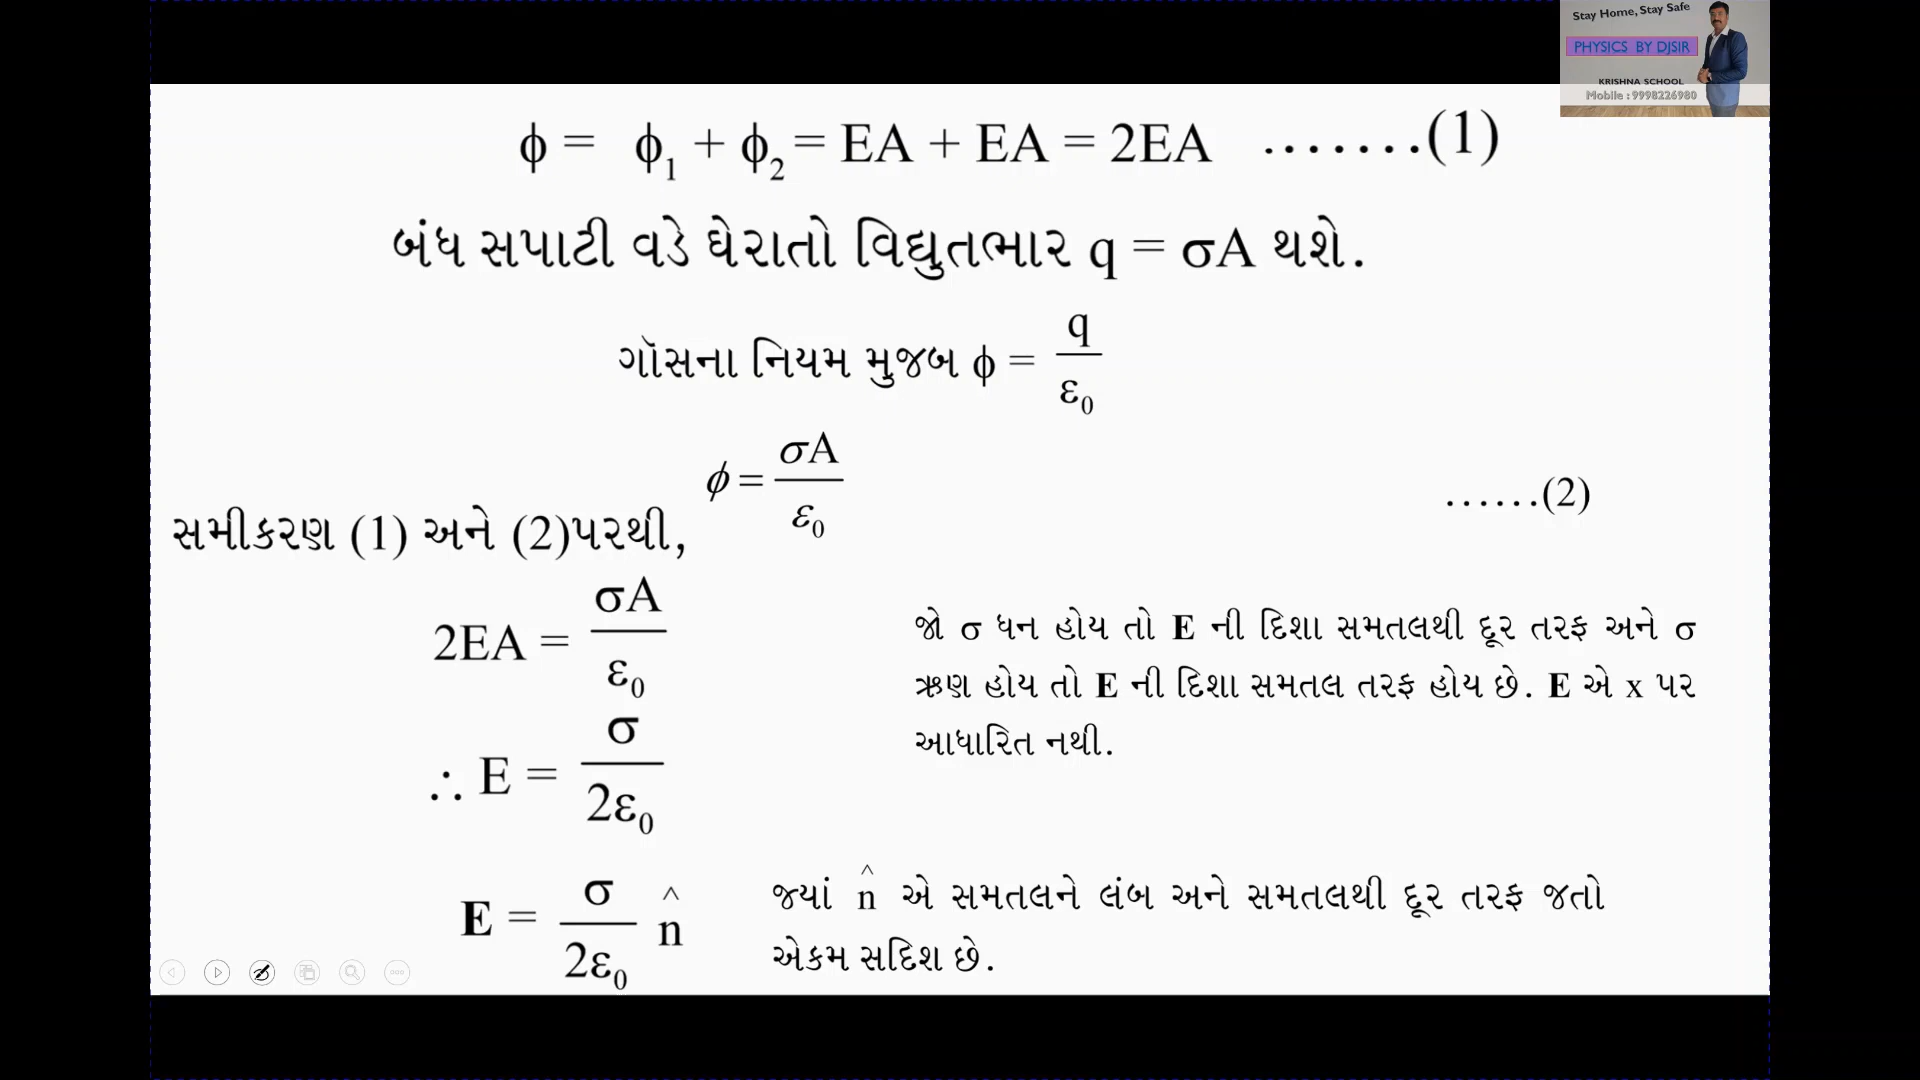 Stay Home, Stay Safe
PHYSICS BY DJSIR
KRISHNA SCHOOL
Mobile : 9998226980
ϕ = ϕ₁ + ϕ₂ = EA + EA = 2EA .......(1)
બંધ સપાટી વડે ઘેરાતો વિદ્યુતભાર q = σA થશે.
ગૉસના નિયમ મુજબ ϕ = q/ε₀
ϕ = σA/ε₀ ......(2)
સમીકરણ (1) અને (2)પરથી,
2EA = σA/ε₀
∴ E = σ/2ε₀
જો σ ધન હોય તો E ની દિશા સમતલથી દૂર તરફ અને σ
ઋણ હોય તો E ની દિશા સમતલ તરફ હોય છે. E એ x પર
આધારિત નથી.
E = σ/2ε₀ n̂
જ્યાં n̂ એ સમતલને લંબ અને સમતલથી દૂર તરફ જતો
એકમ સદિશ છે.